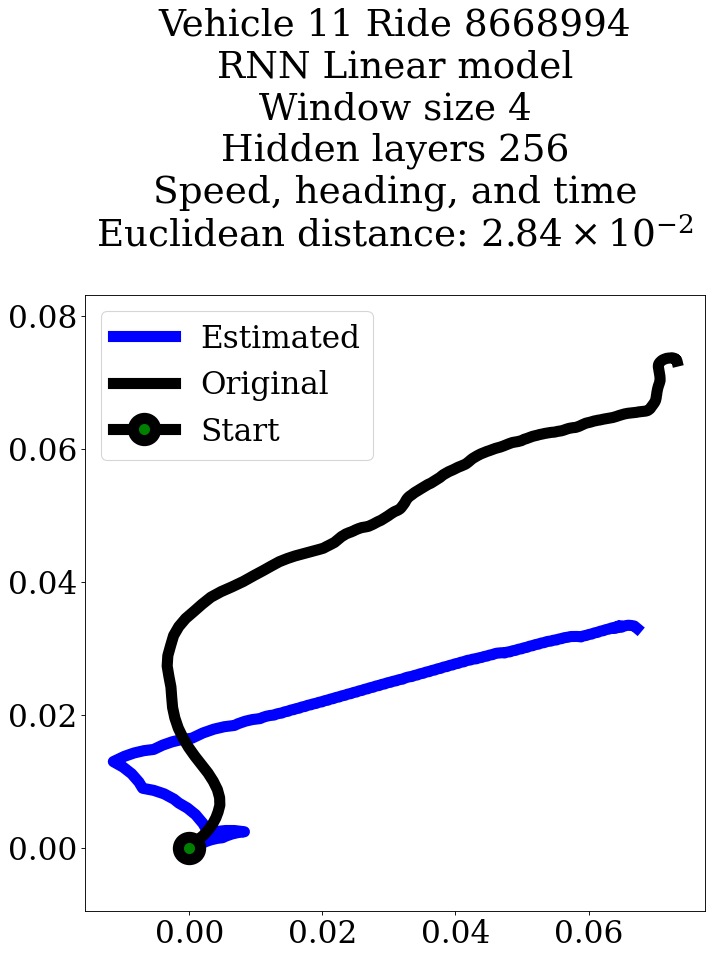 Vehicle 11 Ride 8668994
RNN Linear model
Window size 4
Hidden layers 256
Speed, heading, and time
Euclidean distance: 2.84 × 10⁻²
0.08
0.06
0.04
0.02
0.00
Estimated
Original
Start
0.00 0.02 0.04 0.06